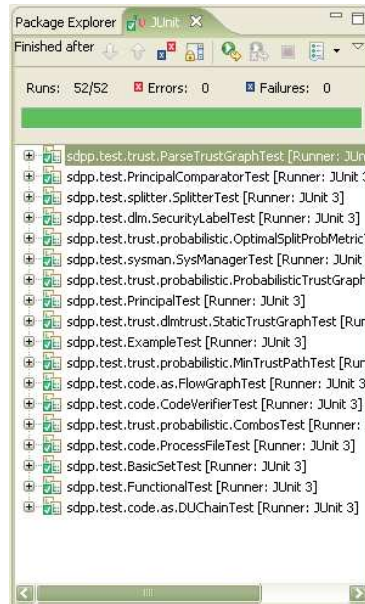 Package Explorer JUnit
Finished after
Runs: 52/52 Errors: 0 Failures: 0
sdpp.test.trust.ParseTrustGraphTest [Runner: JUn
sdpp.test.PrincipalComparatorTest [Runner: JUnit 3
sdpp.test.splitter.SplitterTest [Runner: JUnit 3]
sdpp.test.dlm.SecurityLabelTest [Runner: JUnit 3]
sdpp.test.trust.probabilistic.OptimalSplitProbMetric
sdpp.test.sysman.SysManagerTest [Runner: JUnit
sdpp.test.trust.probabilistic.ProbabilisticTrustGraph
sdpp.test.PrincipalTest [Runner: JUnit 3]
sdpp.test.trust.dlmtrust.StaticTrustGraphTest [Run
sdpp.test.ExampleTest [Runner: JUnit 3]
sdpp.test.trust.probabilistic.MinTrustPathTest [Run
sdpp.test.code.as.FlowGraphTest [Runner: JUnit 3
sdpp.test.code.CodeVerifierTest [Runner: JUnit 3]
sdpp.test.trust.probabilistic.CombosTest [Runner:
sdpp.test.code.ProcessFileTest [Runner: JUnit 3]
sdpp.test.BasicSetTest [Runner: JUnit 3]
sdpp.test.FunctionalTest [Runner: JUnit 3]
sdpp.test.code.as.DUChainTest [Runner: JUnit 3]